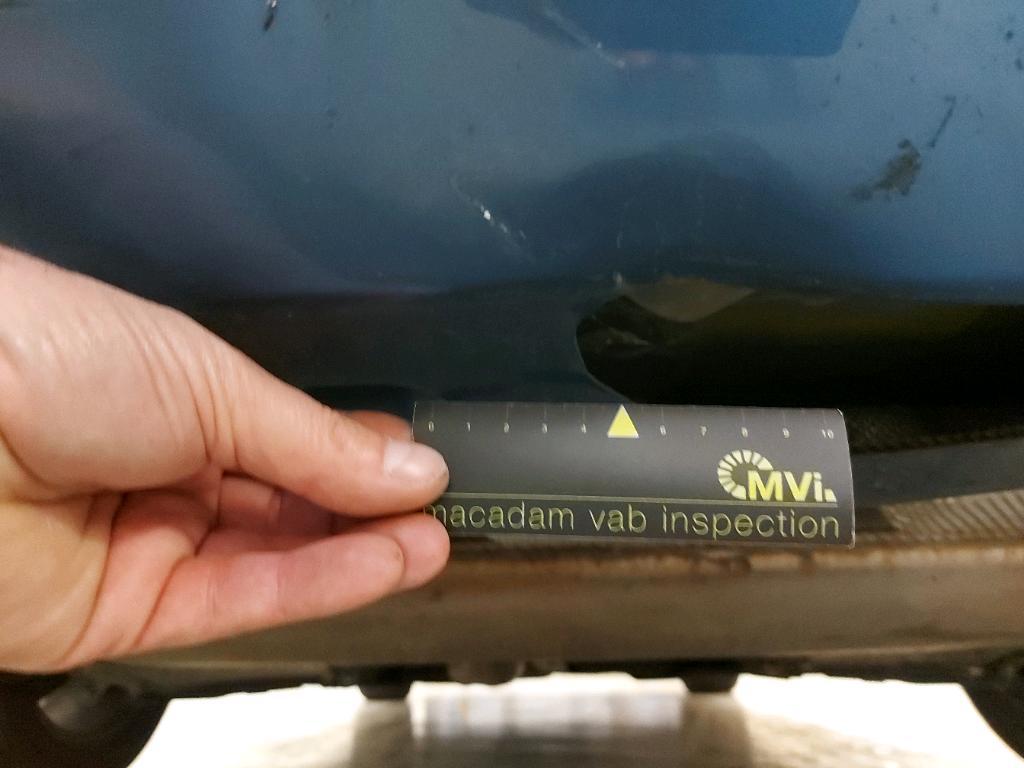 0 1 2 3 4 6 7 8 9 10
MVi.
macadam vab inspection